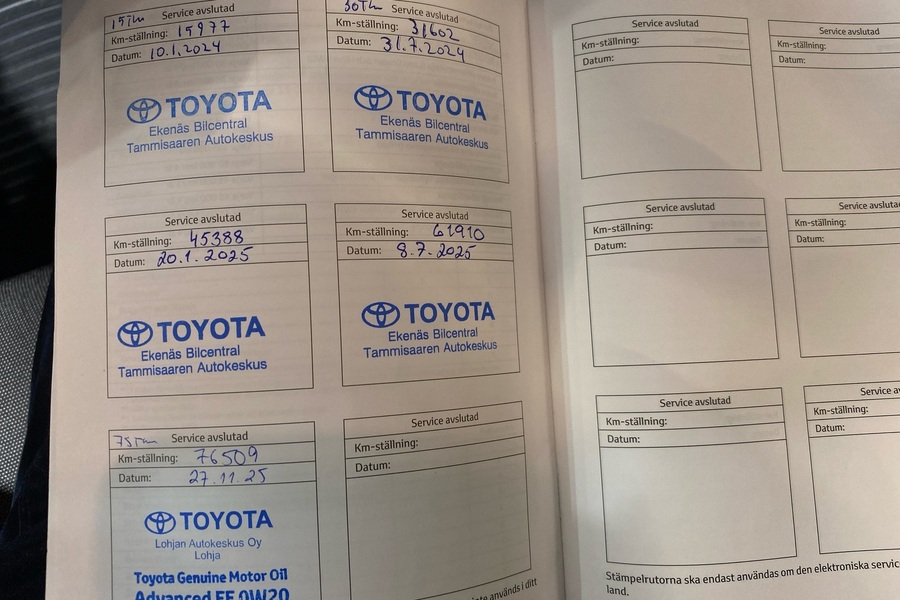 15Tkm Service avslutad
Km-ställning: 15977
Datum: 10.1.2024
TOYOTA
Ekenäs Bilcentral
Tammisaaren Autokeskus
Service avslutad
Km-ställning: 31602
Datum: 31.7.2024
TOYOTA
Ekenäs Bilcentral
Tammisaaren Autokeskus
Service avslutad
Km-ställning: 45388
Datum: 20.1.2025
TOYOTA
Ekenäs Bilcentral
Tammisaaren Autokeskus
Service avslutad
Km-ställning: 61910
Datum: 8.7.2025
TOYOTA
Ekenäs Bilcentral
Tammisaaren Autokeskus
Service avslutad
Km-ställning: 76509
Datum: 27.11.25
TOYOTA
Lohjan Autokeskus Oy
Lohja
Toyota Genuine Motor Oil
Advanced FE 0W20
Service avslutad
Km-ställning:
Datum:
används i ditt
Service avslutad
Km-ställning:
Datum:
Service avslutad
Km-ställning:
Datum:
Service avslutad
Km-ställning:
Datum:
Service avslutad
Km-ställning:
Datum:
Service avslutad
Km-ställning:
Datum:
Service
Km-ställning:
Datum:
Stämpelrutorna ska endast användas om den elektroniska
land.